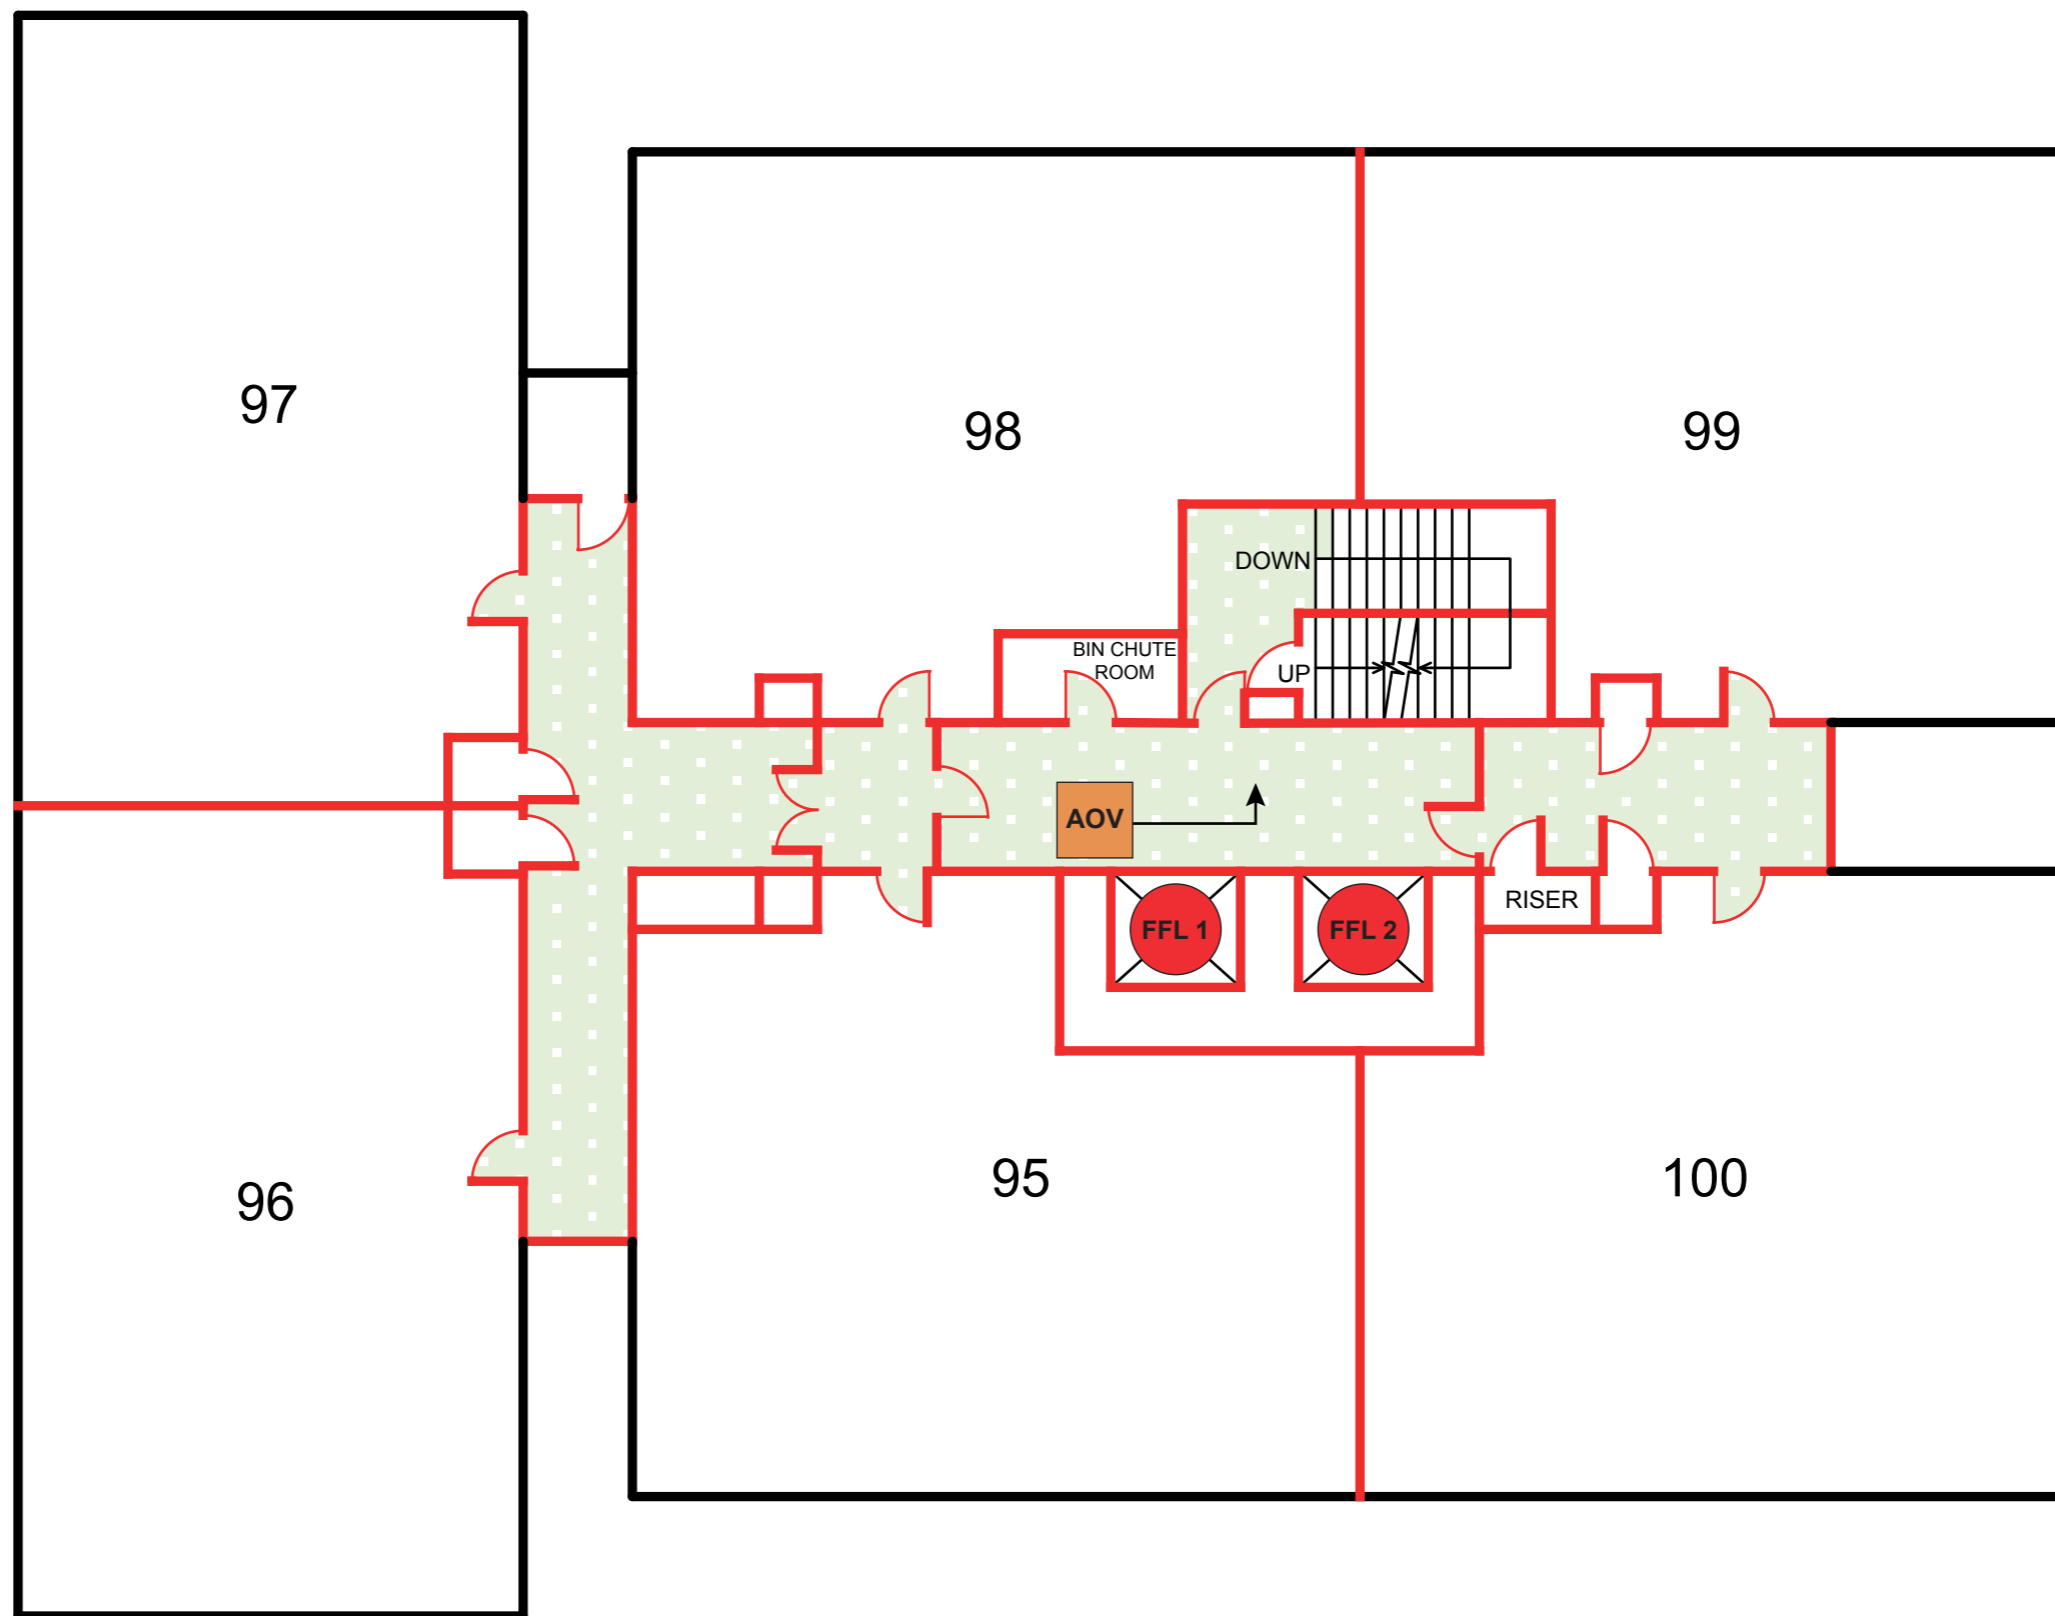 97
98
99
DOWN
BIN CHUTE
ROOM
UP
AOV
RISER
FFL 1
FFL 2
96
95
100